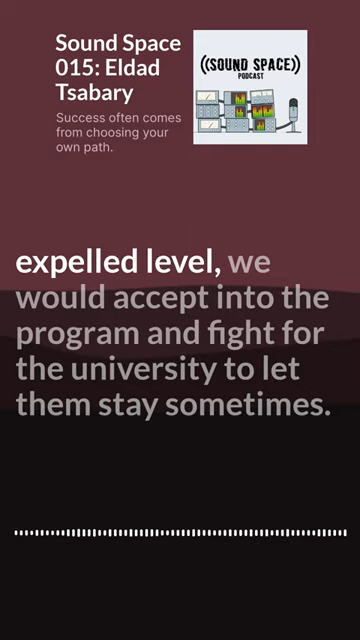 Sound Space
015: Eldad
Tsabary
Success often comes
from choosing your
own path.
((SOUND SPACE))
PODCAST
expelled level, we
would accept into the
program and fight for
the university to let
them stay sometimes.